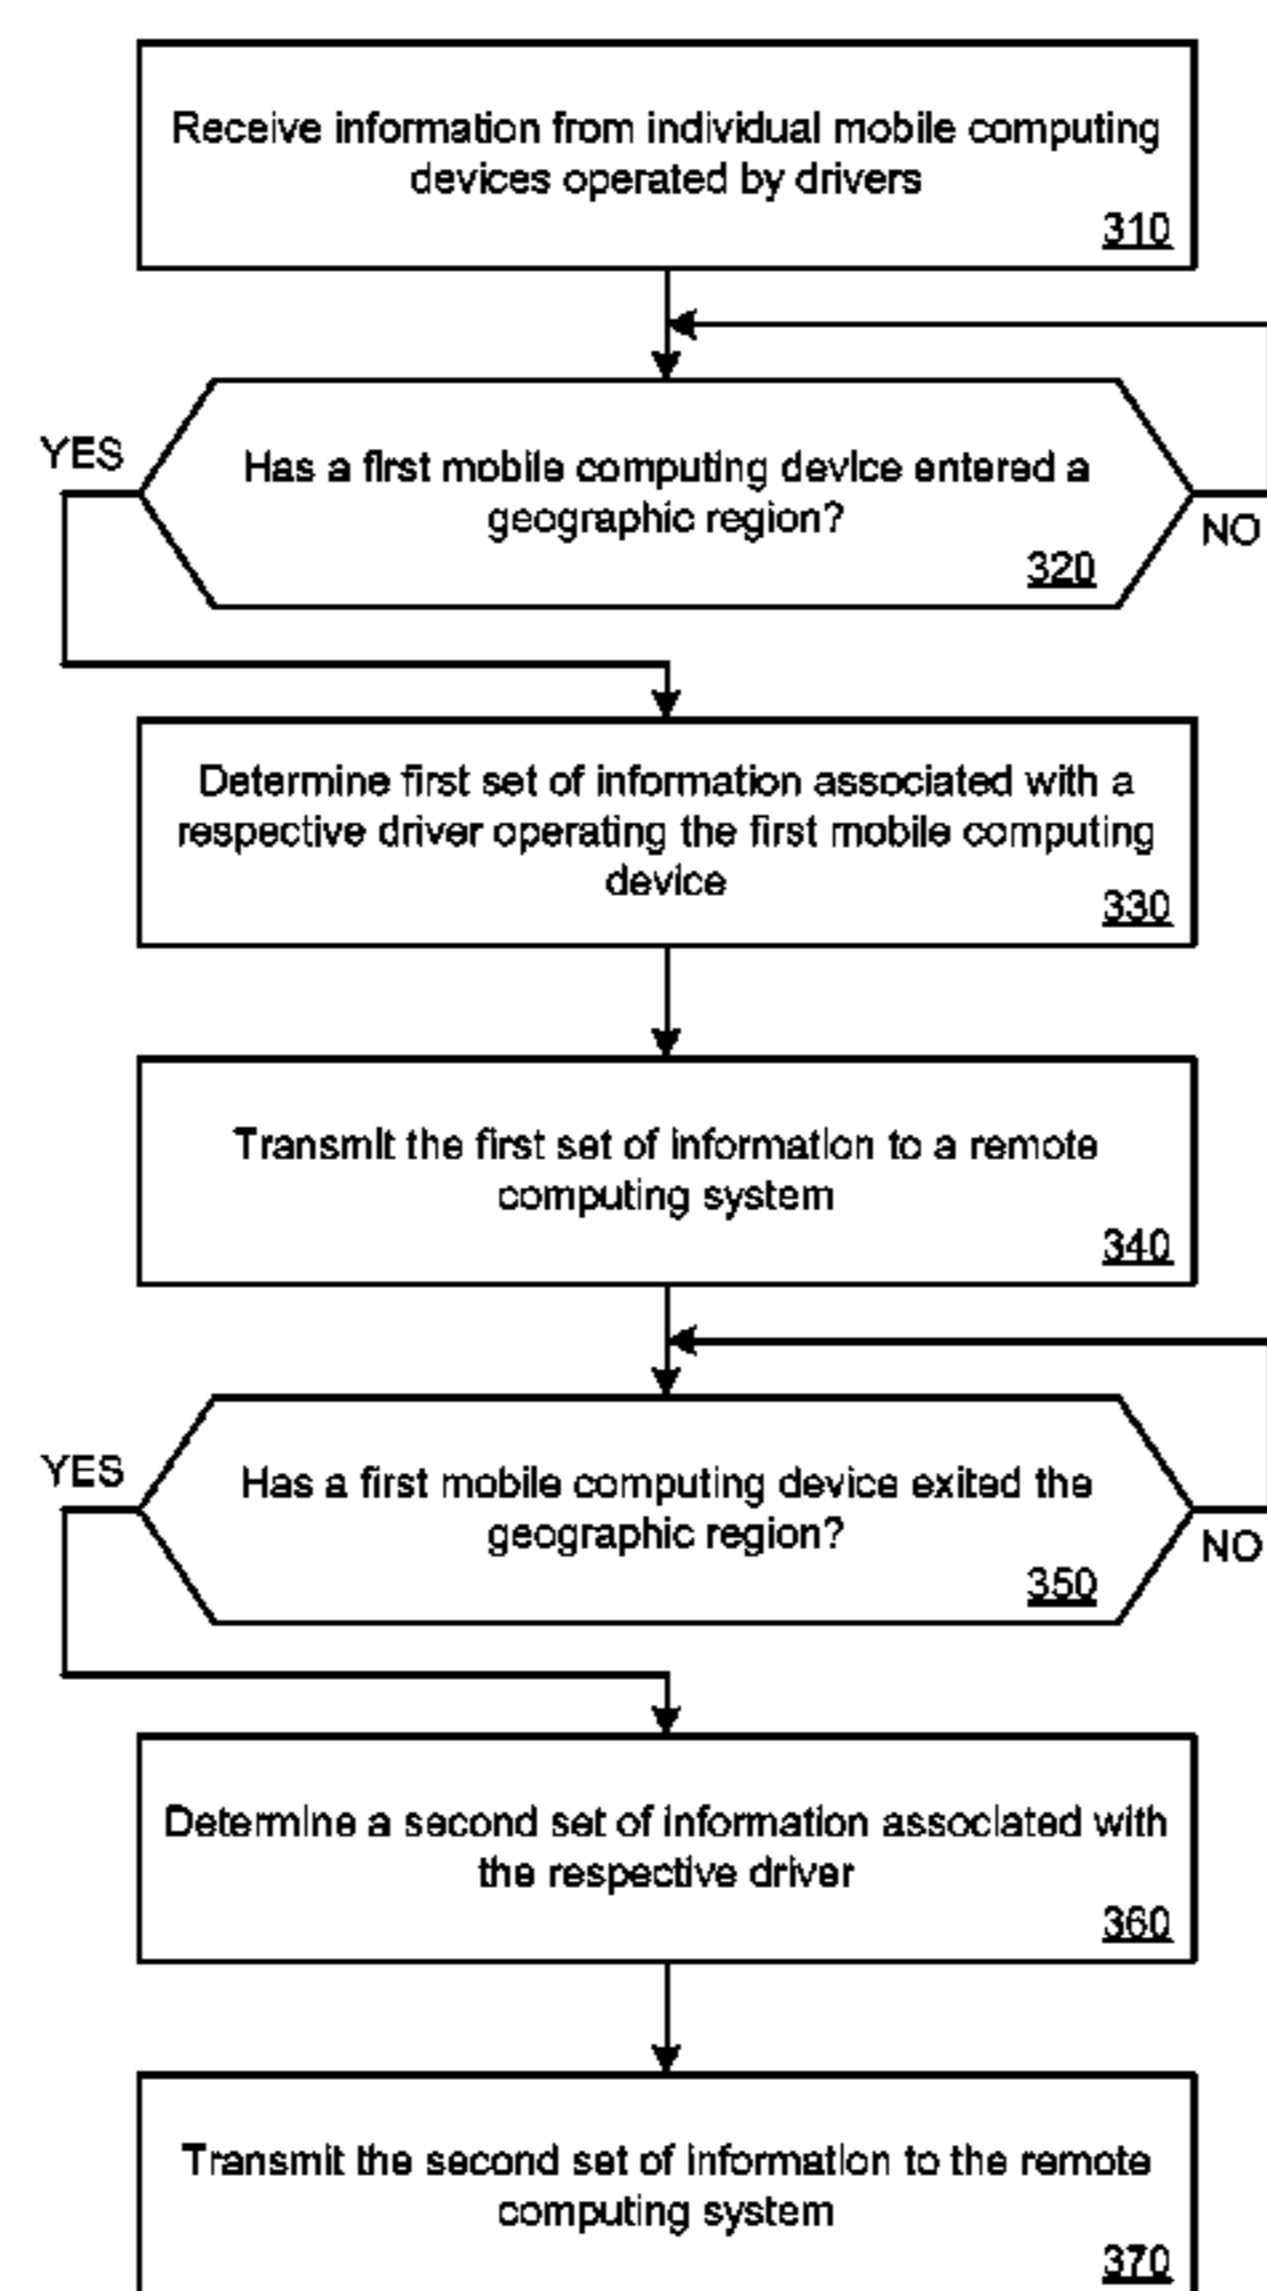 Receive information from individual mobile computing
devices operated by drivers
310
YES
Has a first mobile computing device entered a
geographic region?
NO
320
Determine first set of information associated with a
respective driver operating the first mobile computing
device
330
Transmit the first set of information to a remote
computing system
340
YES
Has a first mobile computing device exited the
geographic region?
NO
350
Determine a second set of information associated with
the respective driver
360
Transmit the second set of information to the remote
computing system
370